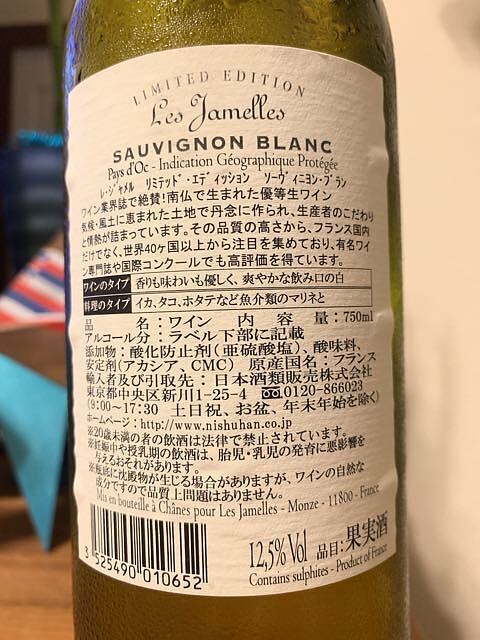 LIMITED EDITION
Les Jamelles
SAUVIGNON BLANC
Pays d'Oc - Indication Géographique Protégée
レ・ジャメル リミテッド・エディッション ソーヴィニヨン・ブラン
ワイン業界誌で絶賛!南仏で生まれた優等生ワイン
気候・風土に恵まれた土地で丹念に作られ、生産者のこだわり
と情熱が詰まっています。その品質の高さから、フランス国内
だけでなく、世界40ヶ国以上から注目を集めており、有名ワイ
ン専門誌や国際コンクールでも高評価を得ています。
ワインのタイプ 香りも味わいも優しく、爽やかな飲み口の白
料理のタイプ イカ、タコ、ホタテなど魚介類のマリネと
品 名:ワイン 内 容 量:750ml
アルコール分:ラベル下部に記載
添加物:酸化防止剤(亜硫酸塩)、酸味料、
安定剤(アカシア、CMC) 原産国名:フランス
輸入者及び引取先:日本酒類販売株式会社
東京都中央区新川1-25-4 0120-866023
(9:00~17:30 土日祝、お盆、年末年始を除く)
ホームページ:http://www.nishuhan.co.jp
※20歳未満の者の飲酒は法律で禁止されています。
※妊娠中や授乳期の飲酒は、胎児・乳児の発育に悪影響を
与えるおそれがあります。
※瓶底に沈殿物が生じる場合がありますが、ワインの自然な
成分ですので品質上問題はありません。
Mis en bouteille à Chânes pour Les Jamelles - Monze - 11800 - France
3 525490 010652
12,5% Vol 品目:果実酒
Contains sulphites - Product of France